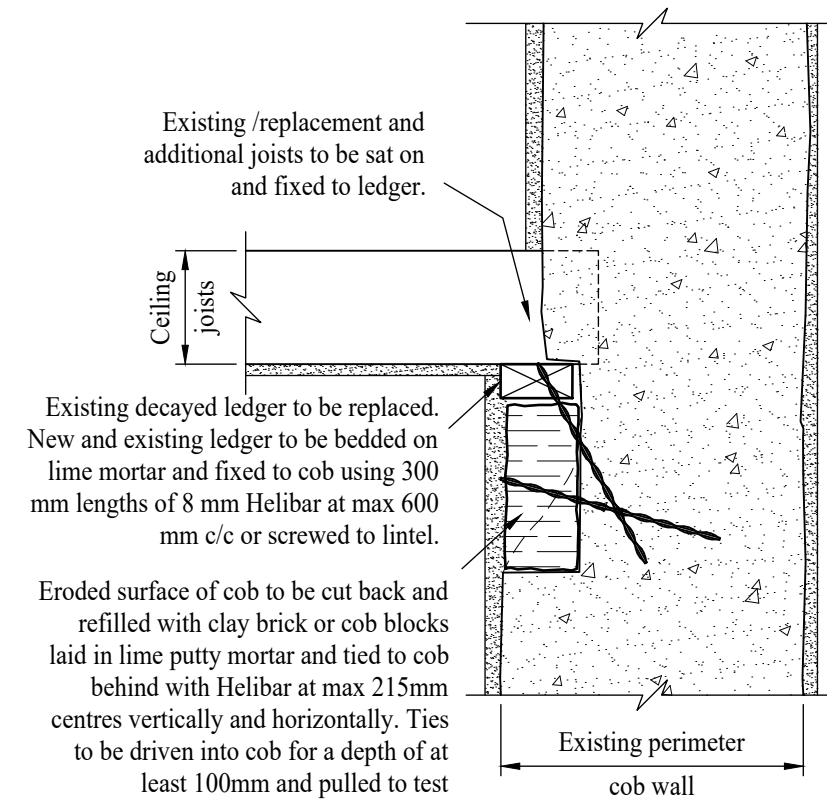 Existing /replacement and
additional joists to be sat on
and fixed to ledger.
Ceiling
joists
Existing decayed ledger to be replaced.
New and existing ledger to be bedded on
lime mortar and fixed to cob using 300
mm lengths of 8 mm Helibar at max 600
mm c/c or screwed to lintel.
Eroded surface of cob to be cut back and
refilled with clay brick or cob blocks
laid in lime putty mortar and tied to cob
behind with Helibar at max 215mm
centres vertically and horizontally. Ties
to be driven into cob for a depth of at
least 100mm and pulled to test
Existing perimeter
cob wall